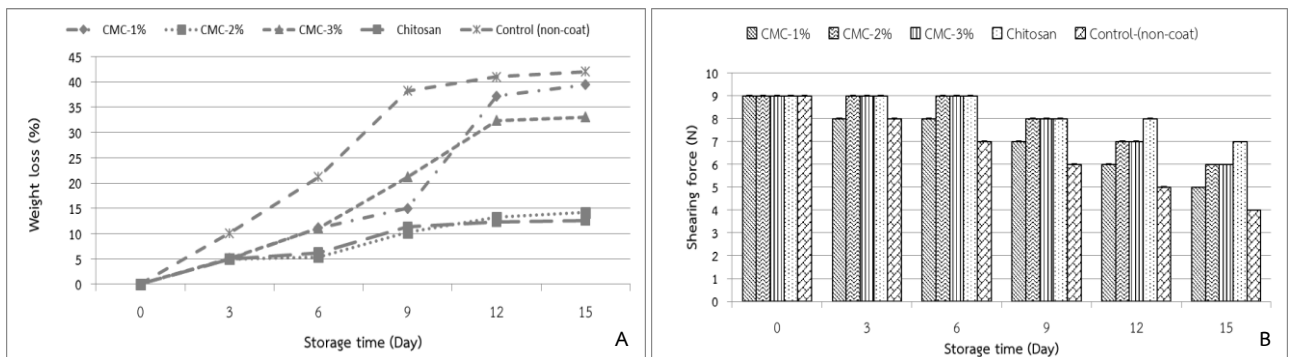 CMC-1% CMC-2% CMC-3% Chitosan Control (non-coat)
45
40
35
30
25
20
15
10
5
0
Weight loss (%)
0 3 6 9 12 15
Storage time (Day)
A
CMC-1% CMC-2% CMC-3% Chitosan Control-(non-coat)
10
9
8
7
6
5
4
3
2
1
0
Shearing force (N)
0 3 6 9 12 15
Storage time (Day)
B